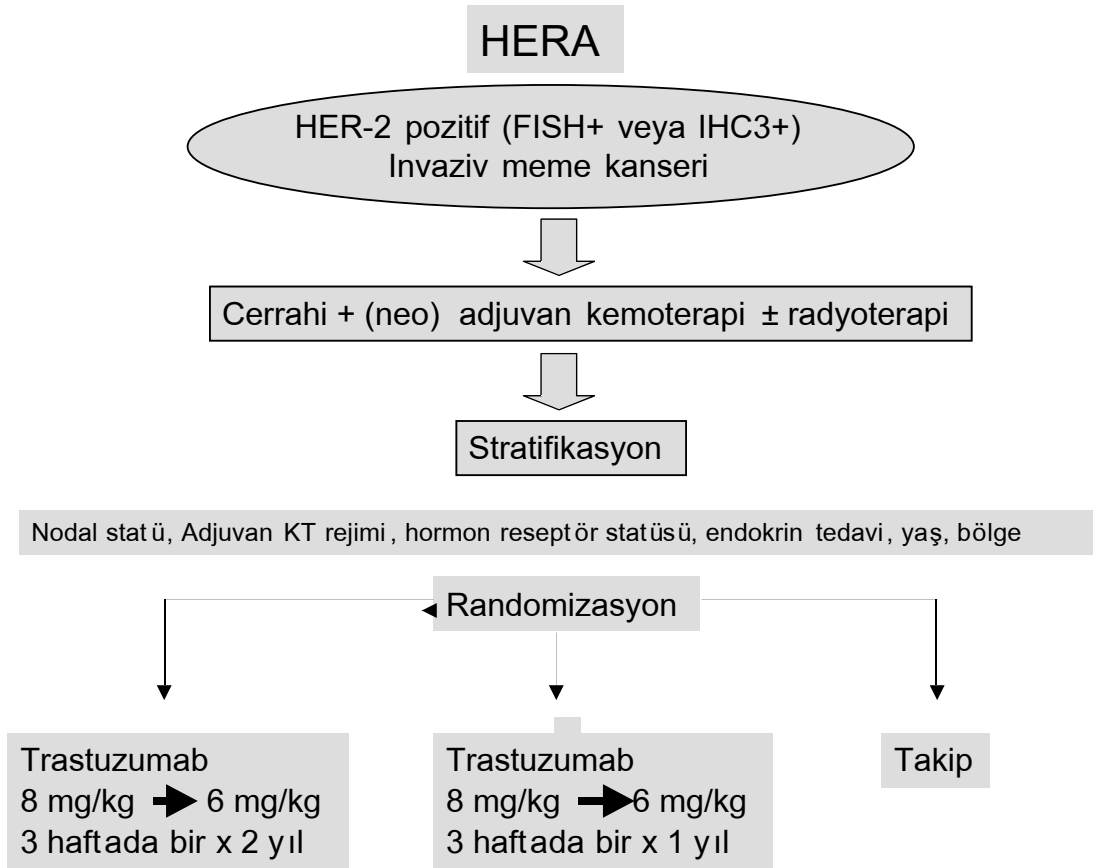 HERA
HER-2 pozitif (FISH+ veya IHC3+)
Invaziv meme kanseri
Cerrahi + (neo) adjuvan kemoterapi ± radyoterapi
Stratifikasyon
Nodal statü, Adjuvan KT rejimi, hormon reseptör statüsü, endokrin tedavi, yaş, bölge
Randomizasyon
Trastuzumab
8 mg/kg → 6 mg/kg
3 haftada bir x 2 yıl
Trastuzumab
8 mg/kg → 6 mg/kg
3 haftada bir x 1 yıl
Takip